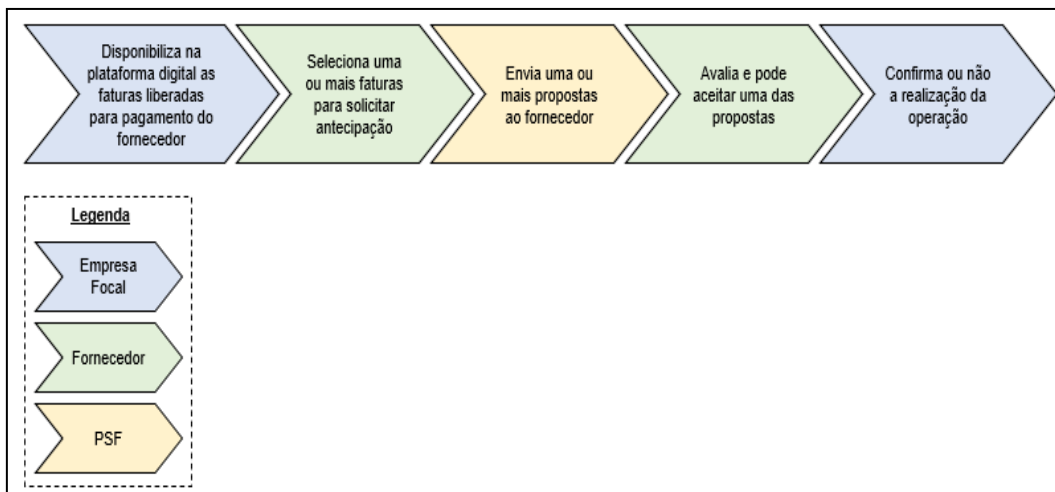 Disponibiliza na
plataforma digital as
faturas liberadas
para pagamento do
fornecedor
Seleciona uma
ou mais faturas
para solicitar
antecipação
Envia uma ou
mais propostas
ao fornecedor
Avalia e pode
aceitar uma das
propostas
Confirma ou não
a realização da
operação
Legenda
Empresa
Focal
Fornecedor
PSF